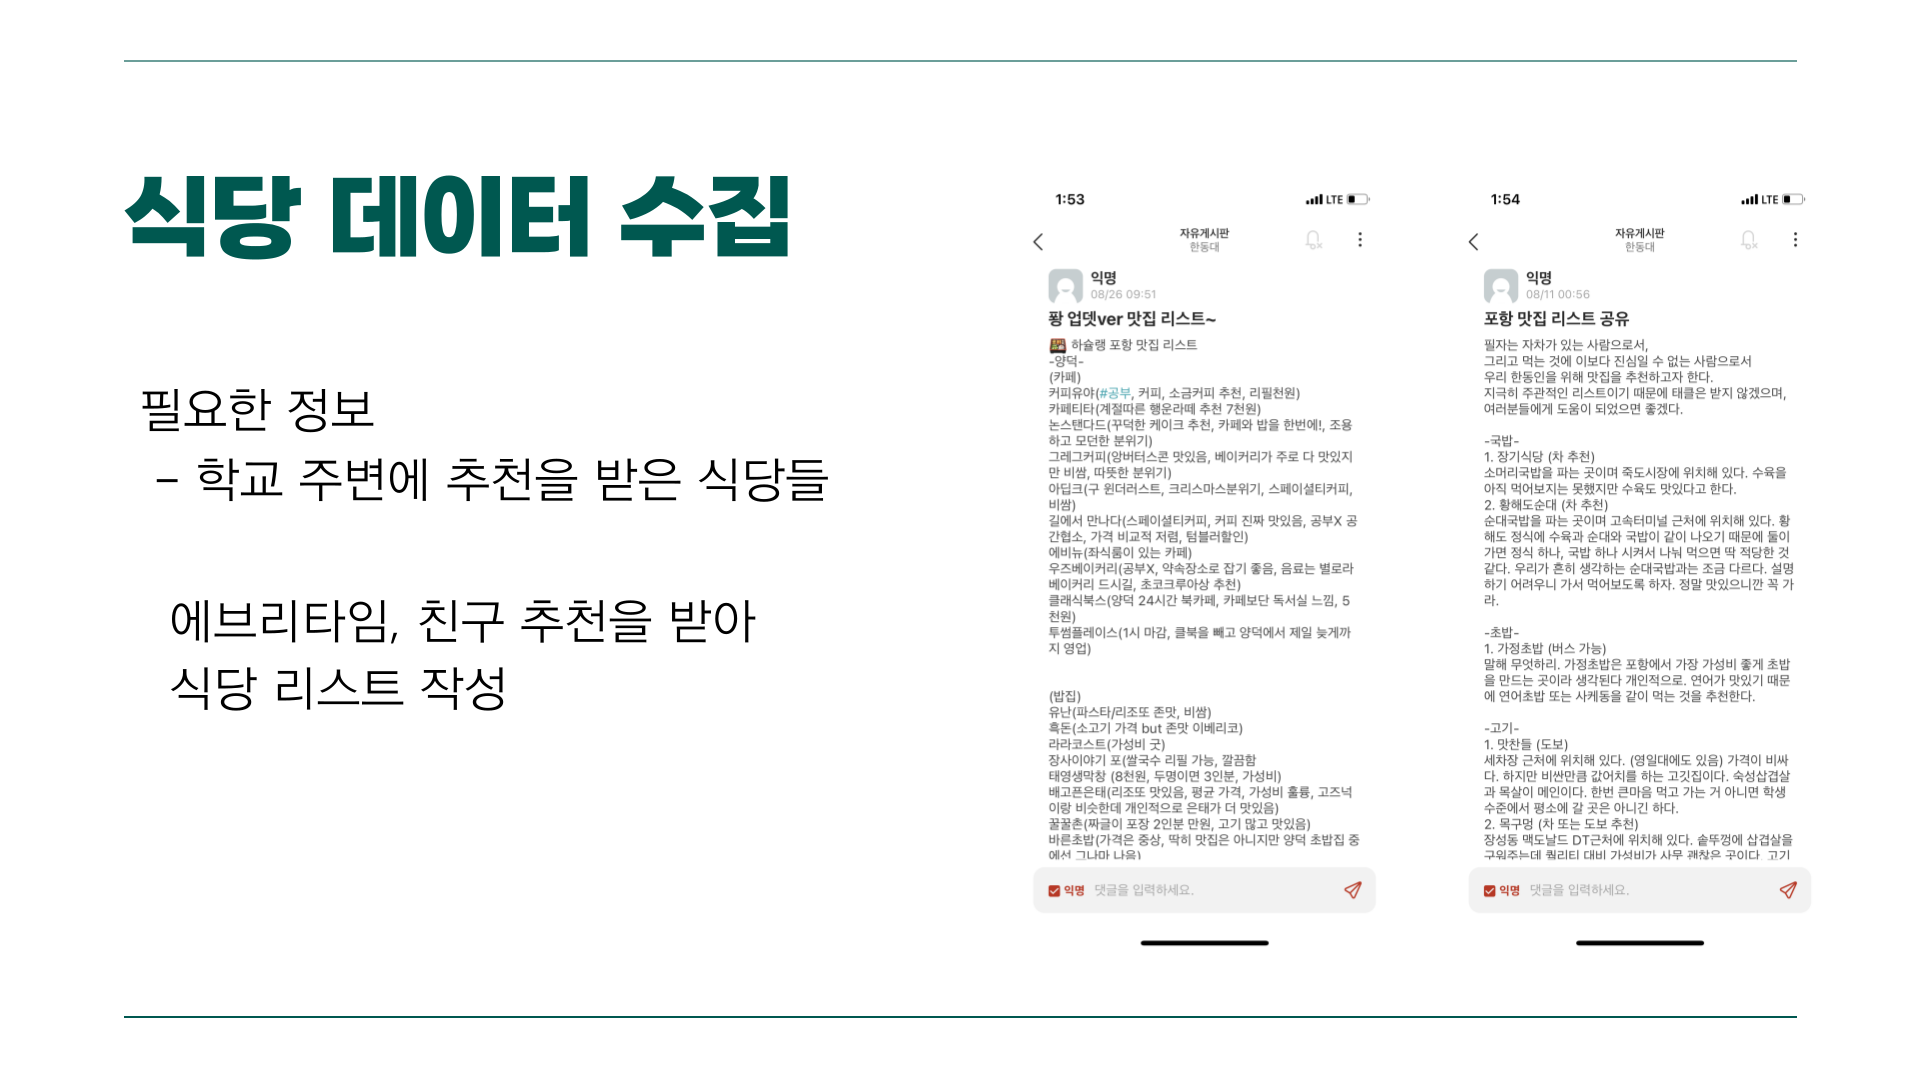 식당 데이터 수집
필요한 정보
- 학교 주변에 추천을 받은 식당들
에브리타임, 친구 추천을 받아
식당 리스트 작성
1:53
LTE
자유게시판
한동대
익명
08/26 09:51
퐝 업뎃ver 맛집 리스트~
하슐랭 포항 맛집 리스트
-양덕-
(카페)
커피유야(#공부, 커피, 소금커피 추천, 리필천원)
카페티타(계절따른 행운라떼 추천 7천원)
논스탠다드(꾸덕한 케이크 추천, 카페와 밥을 한번에!, 조용
하고 모던한 분위기)
그레그커피(앙버터스콘 맛있음, 베이커리가 주로 다 맛있지
만 비쌈, 따뜻한 분위기)
아딥크(구 윈더러스트, 크리스마스분위기, 스페이셜티커피,
비쌈)
길에서 만나다(스페이셜티커피, 커피 진짜 맛있음, 공부X 공
간협소, 가격 비교적 저렴, 텀블러할인)
에비뉴(좌식룸이 있는 카페)
우즈베이커리(공부X, 약속장소로 잡기 좋음, 음료는 별로라
베이커리 드시길, 초코크루아상 추천)
클래식북스(양덕 24시간 북카페, 카페보단 독서실 느낌, 5
천원)
투썸플레이스(1시 마감, 클북을 빼고 양덕에서 제일 늦게까
지 영업)
(밥집)
유난(파스타/리조또 존맛, 비쌈)
흑돈(소고기 가격 but 존맛 이베리코)
라라코스트(가성비 굿)
장사이야기 포(쌀국수 리필 가능, 깔끔함
태영생막창 (8천원, 두명이면 3인분, 가성비)
배고픈은태(리조또 맛있음, 평균 가격, 가성비 훌륭, 고즈넉
이랑 비슷한데 개인적으로 은태가 더 맛있음)
꿀꿀촌(짜글이 포장 2인분 만원, 고기 많고 맛있음)
바른초밥(가격은 중상, 딱히 맛집은 아니지만 양덕 초밥집 중
에선 그나마 나음)
익명 댓글을 입력하세요.
1:54
LTE
자유게시판
한동대
익명
08/11 00:56
포항 맛집 리스트 공유
필자는 자차가 있는 사람으로서,
그리고 먹는 것에 이보다 진심일 수 없는 사람으로서
우리 한동인을 위해 맛집을 추천하고자 한다.
지극히 주관적인 리스트이기 때문에 태클은 받지 않겠으며,
여러분들에게 도움이 되었으면 좋겠다.
-국밥-
1. 장기식당 (차 추천)
소머리국밥을 파는 곳이며 죽도시장에 위치해 있다. 수육을
아직 먹어보지는 못했지만 수육도 맛있다고 한다.
2. 황해도순대 (차 추천)
순대국밥을 파는 곳이며 고속터미널 근처에 위치해 있다. 황
해도 정식에 수육과 순대와 국밥이 같이 나오기 때문에 둘이
가면 정식 하나, 국밥 하나 시켜서 나눠 먹으면 딱 적당한 것
같다. 우리가 흔히 생각하는 순대국밥과는 조금 다르다. 설명
하기 어려우니 가서 먹어보도록 하자. 정말 맛있으니깐 꼭 가
라.
-초밥-
1. 가정초밥 (버스 가능)
말해 무엇하리. 가정초밥은 포항에서 가장 가성비 좋게 초밥
을 만드는 곳이라 생각된다 개인적으로. 연어가 맛있기 때문
에 연어초밥 또는 사케동을 같이 먹는 것을 추천한다.
-고기-
1. 맛찬들 (도보)
세차장 근처에 위치해 있다. (영일대에도 있음) 가격이 비싸
다. 하지만 비싼만큼 값어치를 하는 고깃집이다. 숙성삼겹살
과 목살이 메인이다. 한번 큰마음 먹고 가는 거 아니면 학생
수준에서 평소에 갈 곳은 아니긴 하다.
2. 목구멍 (차 또는 도보 추천)
장성동 맥도날드 DT근처에 위치해 있다. 솥뚜껑에 삼겹살을
구워주는데 퀄리티 대비 가성비가 사뭇 괜찮은 곳이다. 고기
익명 댓글을 입력하세요.